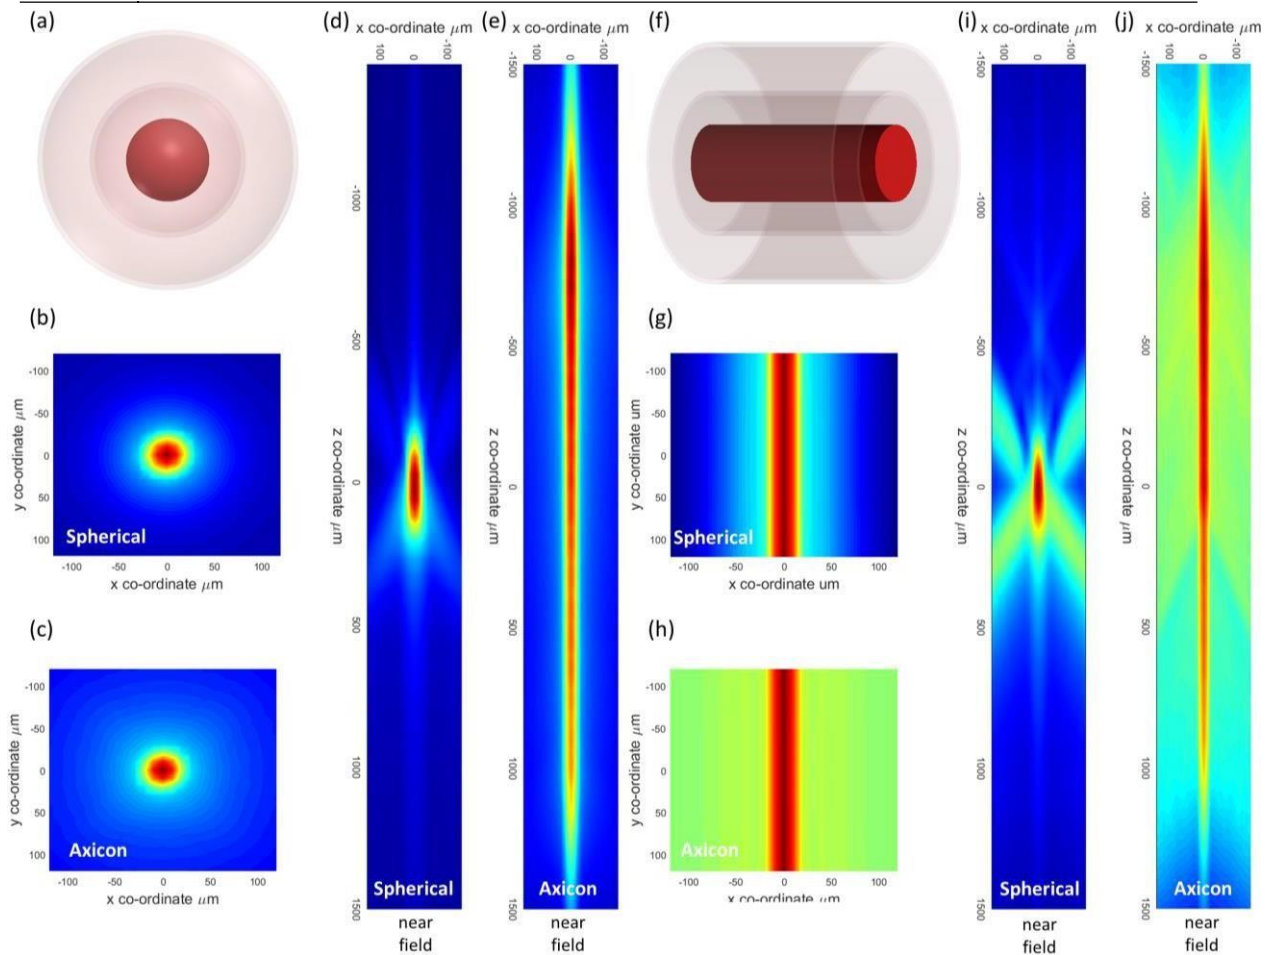 (a)
(d)
x co-ordinate μm
100
0
-100
(e)
x co-ordinate μm
100
0
-100
(f)
(i)
x co-ordinate μm
100
0
-100
(j)
x co-ordinate μm
100
0
-100
-1500
-1000
-500
0
500
1000
1500
z co-ordinate μm
Spherical
near
field
-1500
-1000
-500
0
500
1000
1500
z co-ordinate μm
Axicon
near
field
(b)
-100
-50
0
50
100
y co-ordinate μm
Spherical
-100
-50
0
50
100
x co-ordinate μm
(c)
-100
-50
0
50
100
y co-ordinate μm
Axicon
-100
-50
0
50
100
x co-ordinate μm
(g)
-100
-50
0
50
100
y co-ordinate um
Spherical
-100
-50
0
50
100
x co-ordinate um
(h)
-100
-50
0
50
100
y co-ordinate μm
Axicon
-100
-50
0
50
100
x co-ordinate μm
-1500
-1000
-500
0
500
1000
1500
z co-ordinate μm
Spherical
near
field
-1500
-1000
-500
0
500
1000
1500
z co-ordinate μm
Axicon
near
field